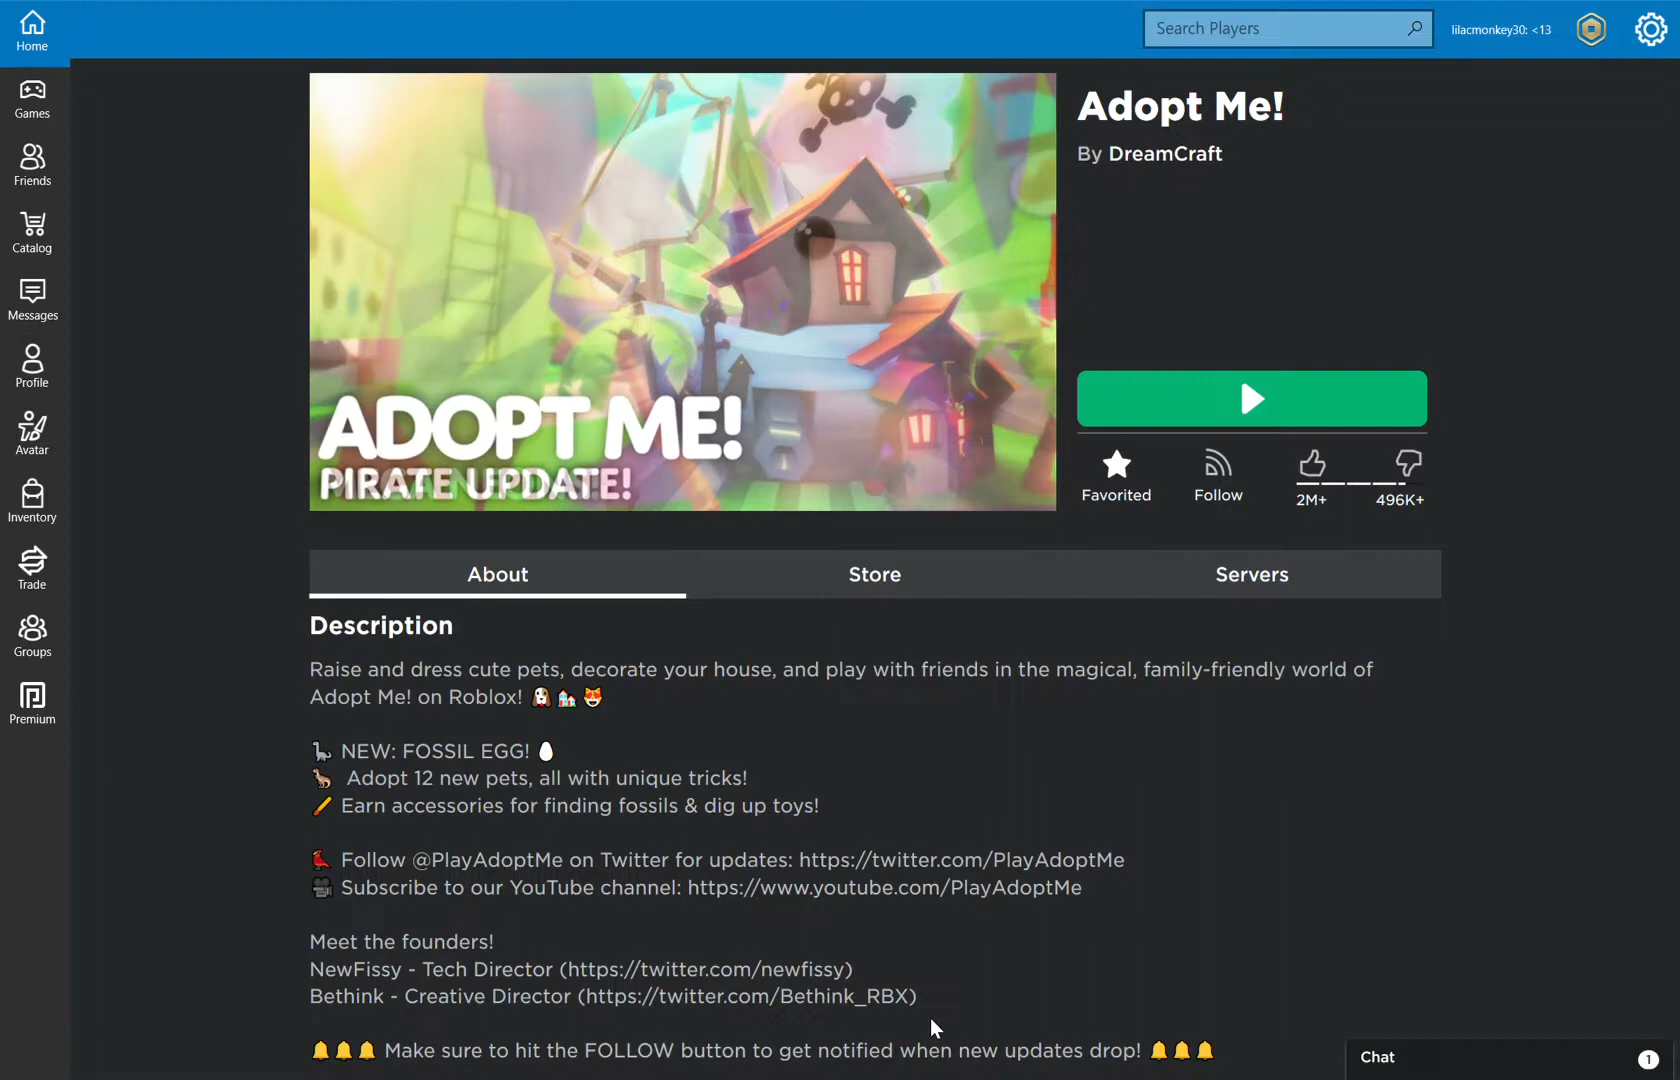 Home
Search Players
lilacmonkey30: <13
Games
Friends
Catalog
Messages
Profile
Avatar
Inventory
Trade
Groups
Premium
ADOPT ME!
PIRATE UPDATE!
Adopt Me!
By DreamCraft
Favorited
Follow
2M+
496K+
About
Store
Servers
Description
Raise and dress cute pets, decorate your house, and play with friends in the magical, family-friendly world of
Adopt Me! on Roblox! 🐶🏘️😻
🦕 NEW: FOSSIL EGG! 🥚
🦖 Adopt 12 new pets, all with unique tricks!
🥖 Earn accessories for finding fossils & dig up toys!
🐦 Follow @PlayAdoptMe on Twitter for updates: https://twitter.com/PlayAdoptMe
🎥 Subscribe to our YouTube channel: https://www.youtube.com/PlayAdoptMe
Meet the founders!
NewFissy - Tech Director (https://twitter.com/newfissy)
Bethink - Creative Director (https://twitter.com/Bethink_RBX)
🔔🔔🔔 Make sure to hit the FOLLOW button to get notified when new updates drop! 🔔🔔🔔
Chat
1